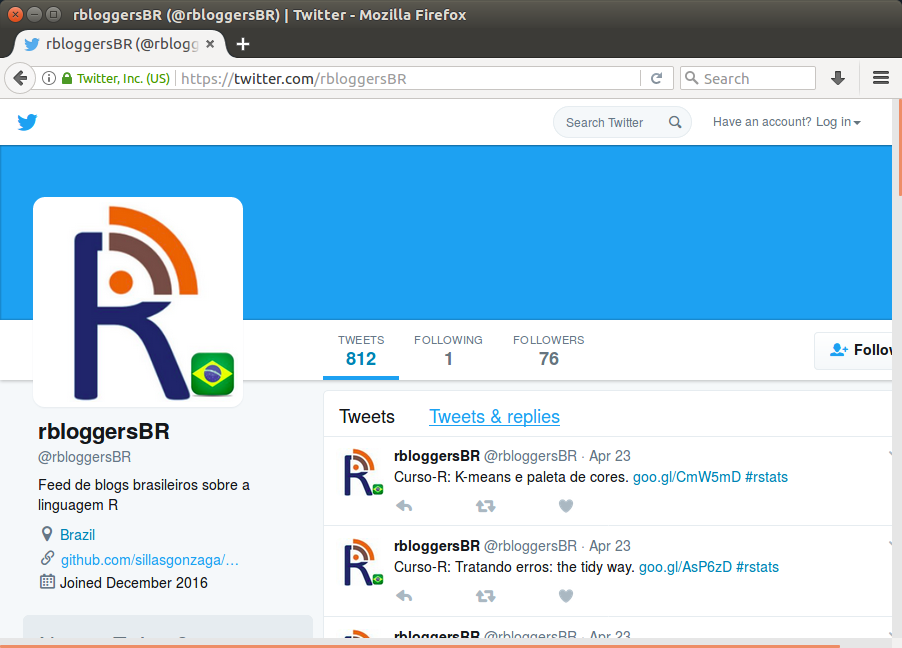 rbloggersBR (@rbloggersBR) | Twitter - Mozilla Firefox
rbloggersBR (@rblogg
Twitter, Inc. (US)
https://twitter.com/rbloggersBR
Search
Search Twitter
Have an account? Log in
TWEETS
FOLLOWING
FOLLOWERS
812
1
76
Follow
rbloggersBR
@rbloggersBR
Feed de blogs brasileiros sobre a
linguagem R
Brazil
github.com/sillasgonzaga/…
Joined December 2016
Tweets
Tweets & replies
rbloggersBR @rbloggersBR · Apr 23
Curso-R: K-means e paleta de cores. goo.gl/CmW5mD #rstats
rbloggersBR @rbloggersBR · Apr 23
Curso-R: Tratando erros: the tidy way. goo.gl/AsP6zD #rstats
rbloggersBR @rbloggersBR · Apr 23